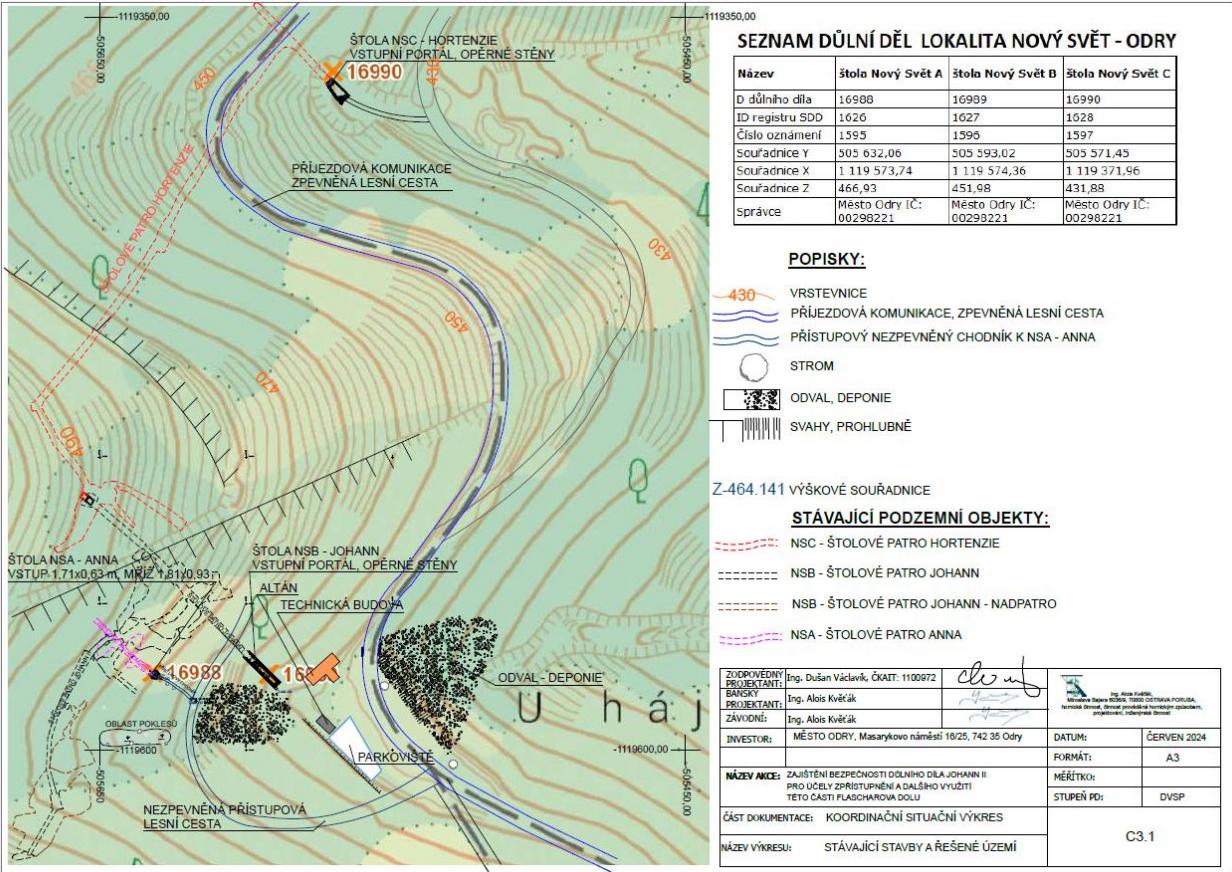 -1119350,00
-1119350,00
505650,00
505450,00
ŠTOLA NSC - HORTENZIE
VSTUPNÍ PORTÁL, OPĚRNÉ STĚNY
16990
450
430
PŘÍJEZDOVÁ KOMUNIKACE
ZPEVNĚNÁ LESNÍ CESTA
ŠTOLOVÉ PATRO HORTENZIE
430
450
470
490
ŠTOLA NSA - ANNA
VSTUP 1,71x0,63 m, MŘÍŽ 1,81x0,93
ŠTOLA NSB - JOHANN
VSTUPNÍ PORTÁL, OPĚRNÉ STĚNY
ALTÁN
TECHNICKÁ BUDOVA
16988
ODVAL - DEPONIE
U háj
OBLAST POKLESŮ
-1119600
-1119600,00
PARKOVIŠTĚ
505650
505450,00
NEZPEVNĚNÁ PŘÍSTUPOVÁ
LESNÍ CESTA
SEZNAM DŮLNÍ DĚL LOKALITA NOVÝ SVĚT - ODRY
Název štola Nový Svět A štola Nový Svět B štola Nový Svět C
D důlního díla 16988 16989 16990
ID registru SDD 1626 1627 1628
Číslo oznámení 1595 1596 1597
Souřadnice Y 505 632,06 505 593,02 505 571,45
Souřadnice X 1 119 573,74 1 119 574,36 1 119 371,96
Souřadnice Z 466,93 451,98 431,88
Správce Město Odry IČ: 00298221 Město Odry IČ: 00298221 Město Odry IČ: 00298221
POPISKY:
430 VRSTEVNICE
PŘÍJEZDOVÁ KOMUNIKACE, ZPEVNĚNÁ LESNÍ CESTA
PŘÍSTUPOVÝ NEZPEVNĚNÝ CHODNÍK K NSA - ANNA
STROM
ODVAL, DEPONIE
SVAHY, PROHLUBNĚ
Z-464.141 VÝŠKOVÉ SOUŘADNICE
STÁVAJÍCÍ PODZEMNÍ OBJEKTY:
NSC - ŠTOLOVÉ PATRO HORTENZIE
NSB - ŠTOLOVÉ PATRO JOHANN
NSB - ŠTOLOVÉ PATRO JOHANN - NADPATRO
NSA - ŠTOLOVÉ PATRO ANNA
ZODPOVĚDNÝ PROJEKTANT: Ing. Dušan Václavík, ČKAIT: 1100972
BÁŇSKÝ PROJEKTANT: Ing. Alois Květák
ZÁVODNÍ: Ing. Alois Květák
Ing. Alois Květák,
INVESTOR: MĚSTO ODRY, Masarykovo náměstí 16/25, 742 35 Odry
DATUM: ČERVEN 2024
FORMÁT: A3
NÁZEV AKCE: ZAJIŠTĚNÍ BEZPEČNOSTI DŮLNÍHO DÍLA JOHANN II
PRO ÚČELY ZPŘÍSTUPNĚNÍ A DALŠÍHO VYUŽITÍ
TÉTO ČÁSTI FLASCHAROVA DOLU
MĚŘÍTKO:
STUPEŇ PD: DVSP
ČÁST DOKUMENTACE: KOORDINAČNÍ SITUAČNÍ VÝKRES
NÁZEV VÝKRESU: STÁVAJÍCÍ STAVBY A ŘEŠENÉ ÚZEMÍ
C3.1